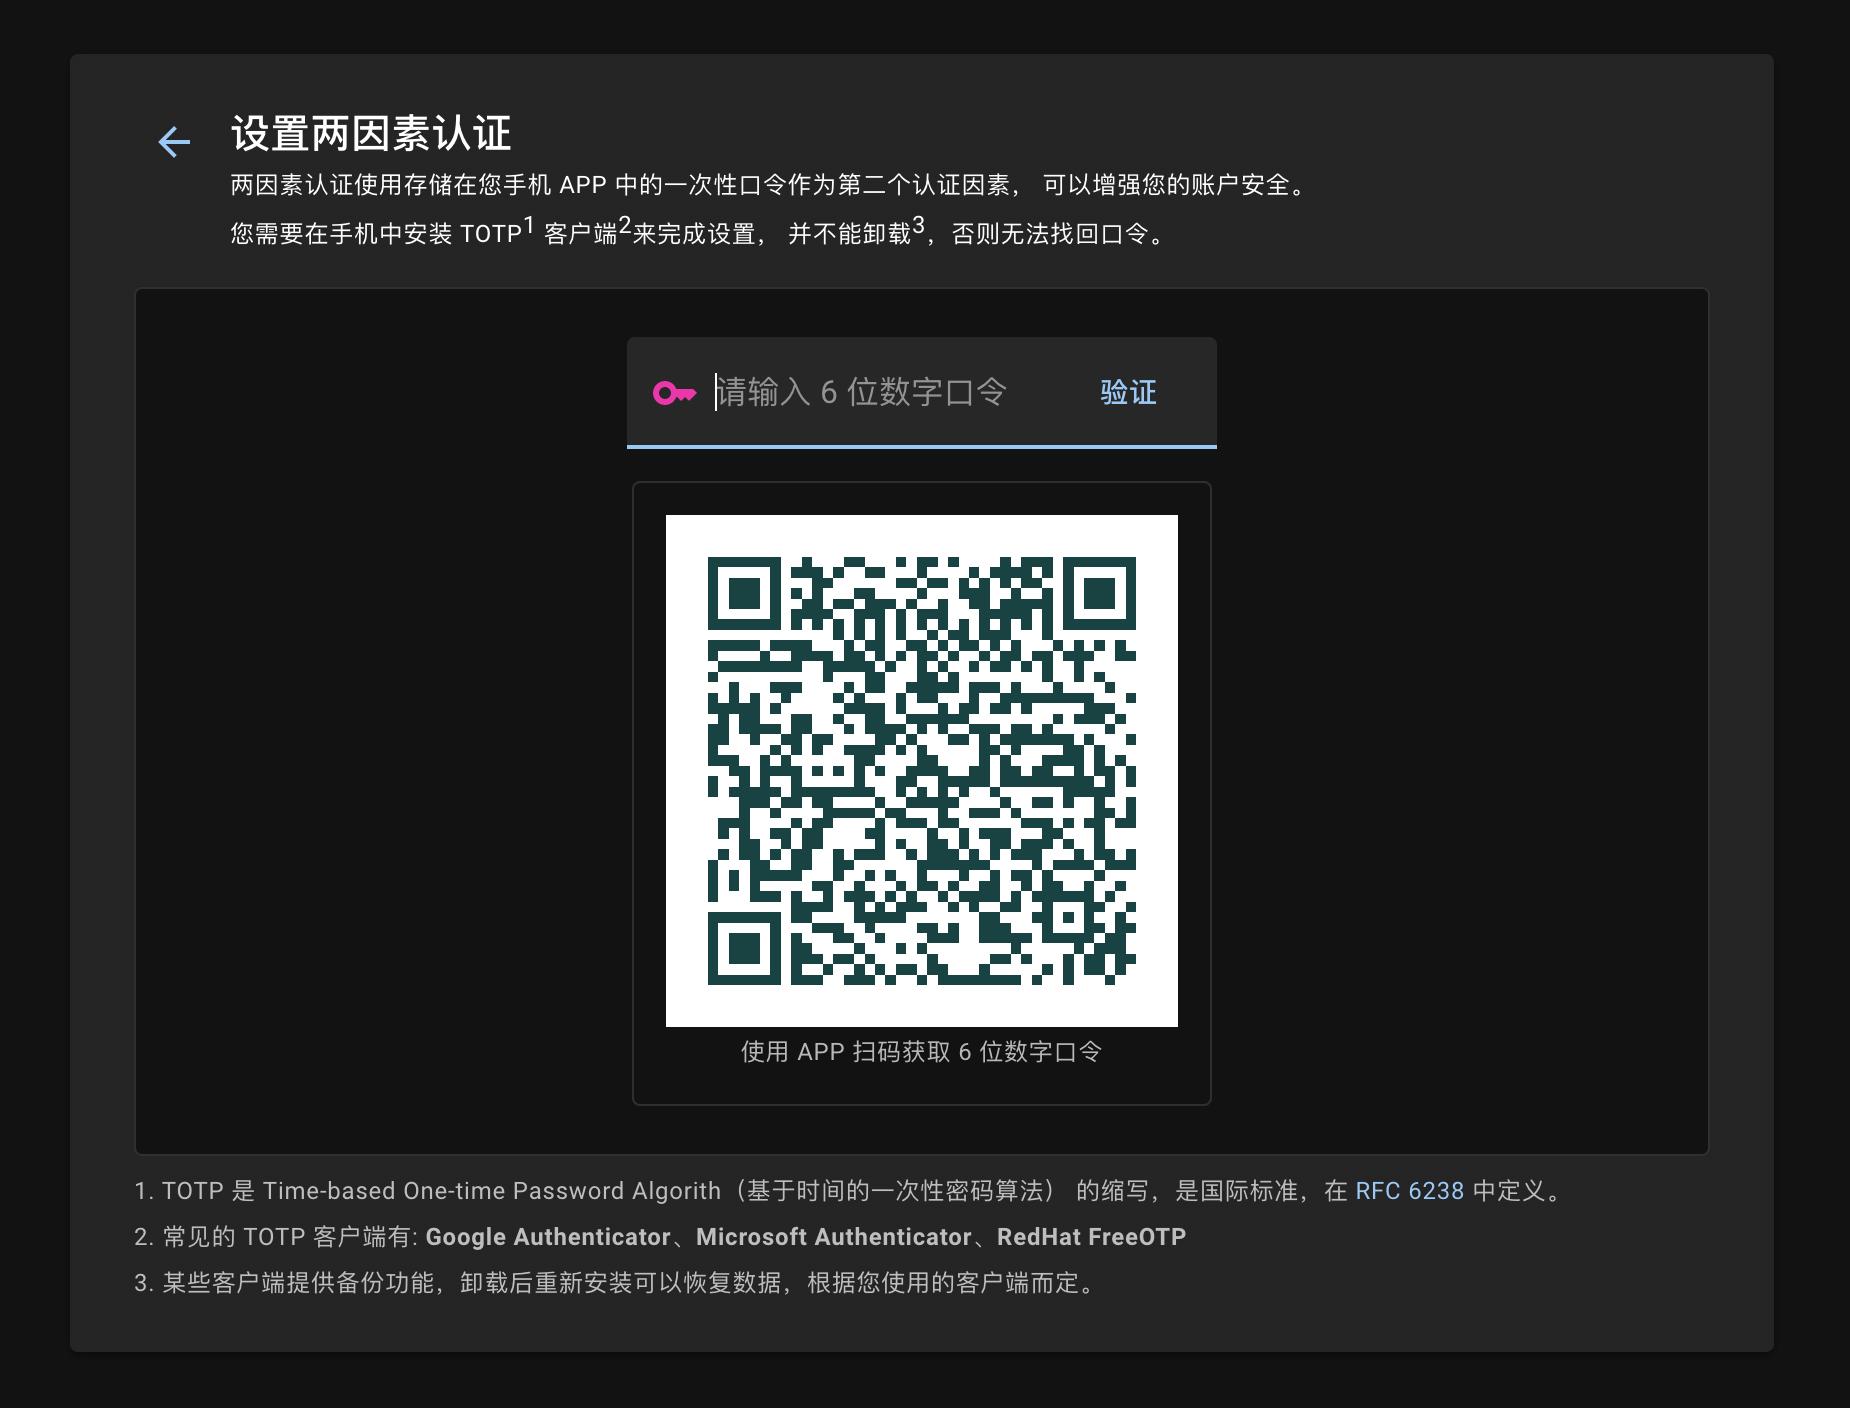 设置两因素认证
两因素认证使用存储在您手机 APP 中的一次性口令作为第二个认证因素， 可以增强您的账户安全。
您需要在手机中安装 TOTP1 客户端2来完成设置， 并不能卸载3，否则无法找回口令。
请输入 6 位数字口令 验证
使用 APP 扫码获取 6 位数字口令
1. TOTP 是 Time-based One-time Password Algorith（基于时间的一次性密码算法） 的缩写，是国际标准，在 RFC 6238 中定义。
2. 常见的 TOTP 客户端有: Google Authenticator、Microsoft Authenticator、RedHat FreeOTP
3. 某些客户端提供备份功能，卸载后重新安装可以恢复数据，根据您使用的客户端而定。